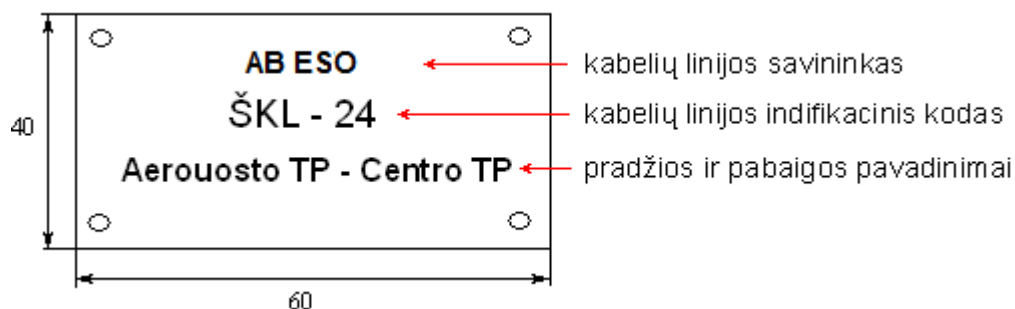 AB ESO
kabelių linijos savininkas
ŠKL - 24
kabelių linijos indifikacinis kodas
40
Aerouosto TP - Centro TP
pradžios ir pabaigos pavadinimai
60